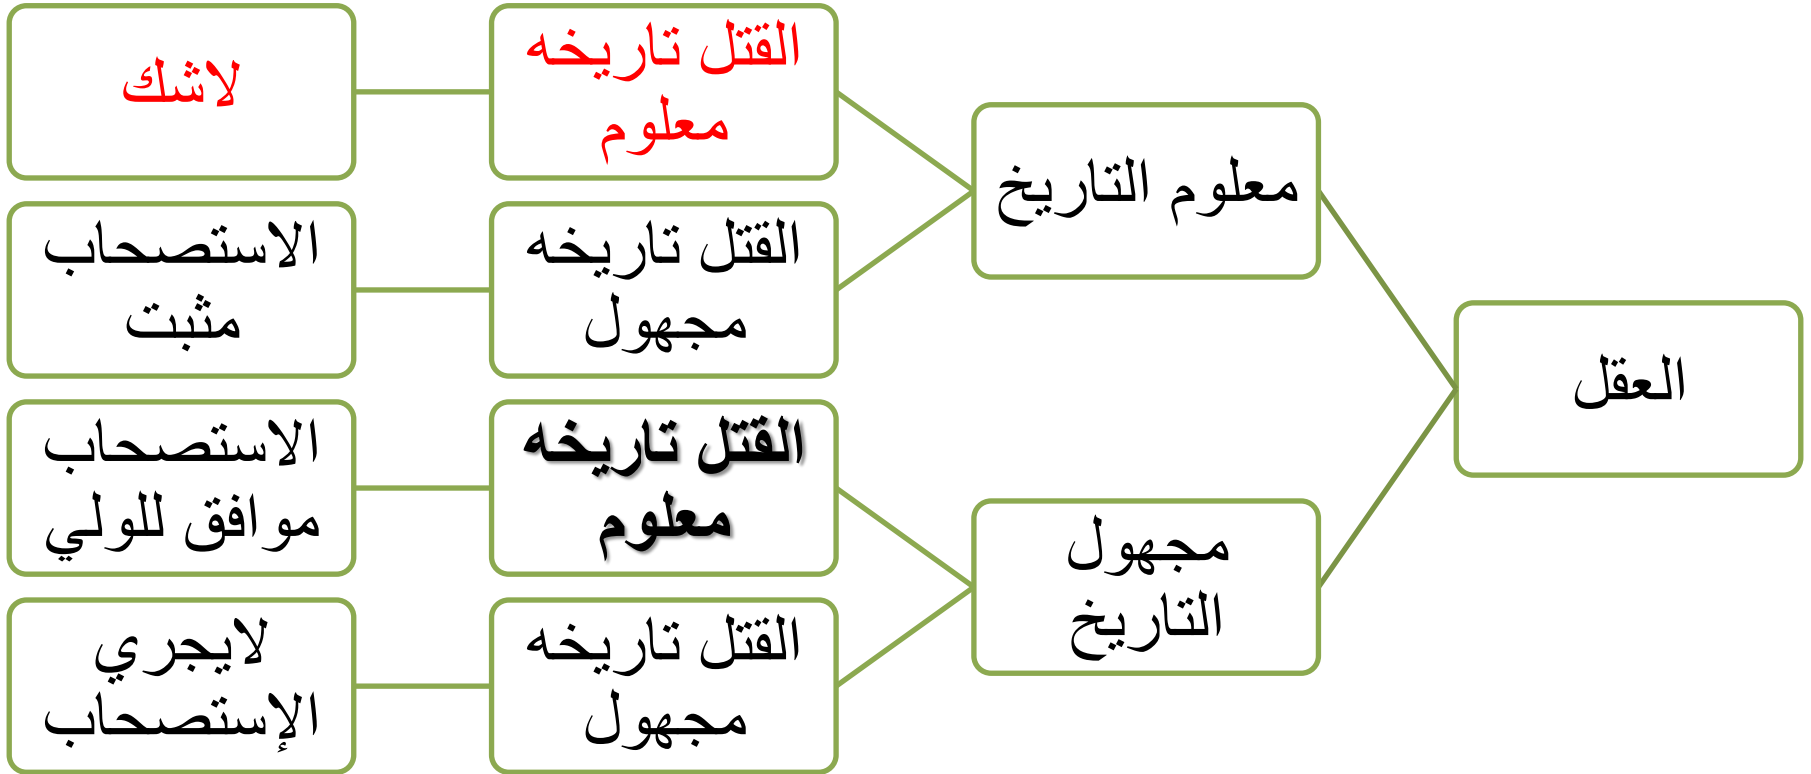 العقل
معلوم التاريخ
القتل تاريخه
معلوم
لاشك
القتل تاريخه
مجهول
الاستصحاب
مثبت
مجهول
التاريخ
القتل تاريخه
معلوم
الاستصحاب
موافق للولي
القتل تاريخه
مجهول
لايجري
الإستصحاب